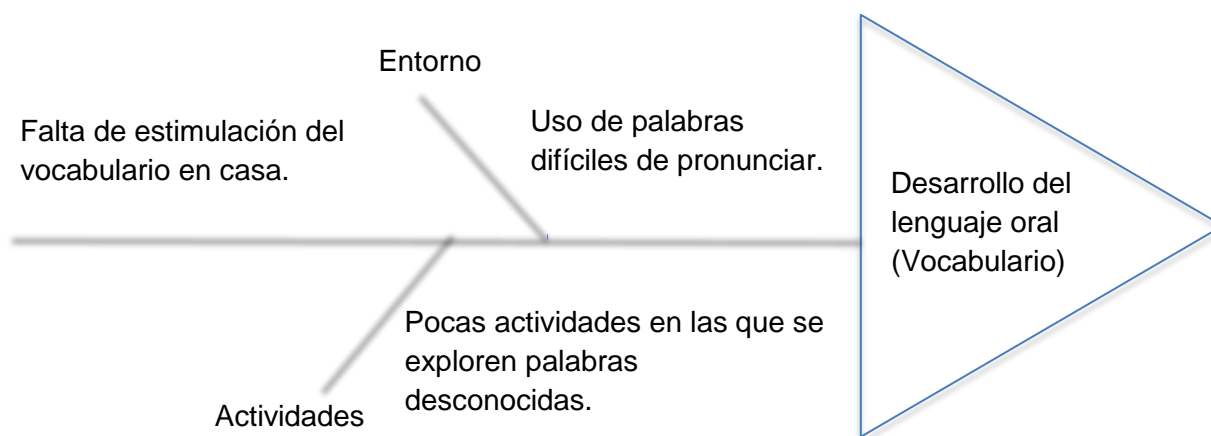 Entorno
Falta de estimulación del
vocabulario en casa.
Uso de palabras
difíciles de pronunciar.
Desarrollo del
lenguaje oral
(Vocabulario)
Pocas actividades en las que se
exploren palabras
desconocidas.
Actividades